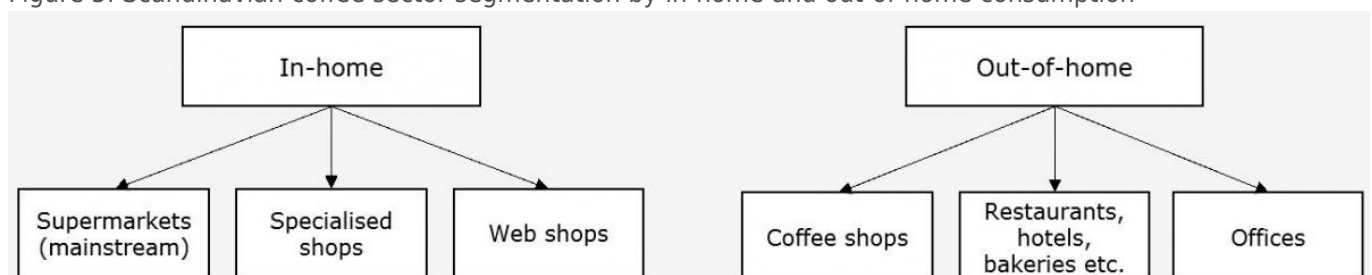 Figure 3: Scandinavian coffee sector segmentation by in-home and out-of-home consumption
In-home
Out-of-home
Supermarkets
(mainstream)
Specialised
shops
Web shops
Coffee shops
Restaurants,
hotels,
bakeries etc.
Offices